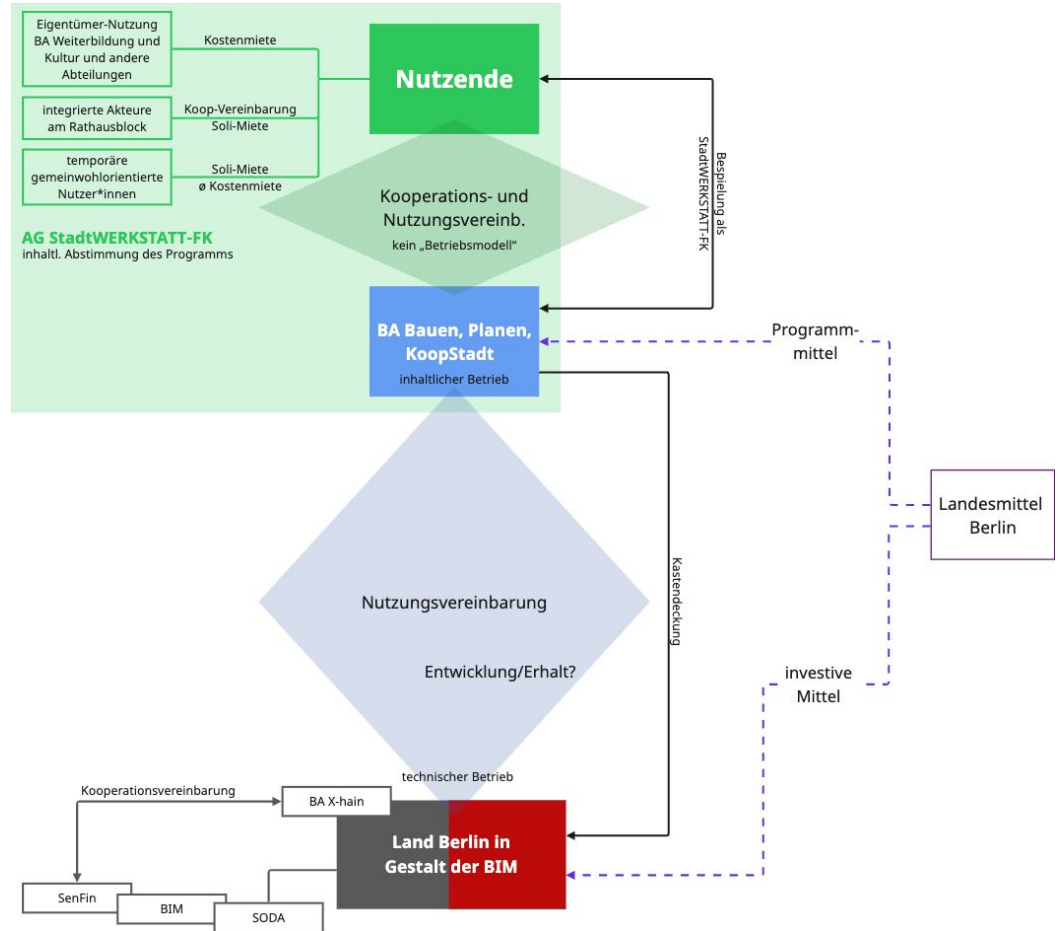 Eigentümer-Nutzung
BA Weiterbildung und
Kultur und andere
Abteilungen
Kostenmiete
Nutzende
integrierte Akteure
am Rathausblock
Koop-Vereinbarung
Soli-Miete
temporäre
gemeinwohlorientierte
Nutzer*innen
Soli-Miete
ø Kostenmiete
AG StadtWERKSTATT-FK
inhaltl. Abstimmung des Programms
Kooperations- und
Nutzungsvereinb.
kein „Betriebsmodell“
Bespielung als
StadtWERKSTATT-FK
BA Bauen, Planen,
KoopStadt
inhaltlicher Betrieb
Programm-
mittel
Landesmittel
Berlin
Kastendeckung
Nutzungsvereinbarung
Entwicklung/Erhalt?
investive
Mittel
technischer Betrieb
Kooperationsvereinbarung
BA X-hain
Land Berlin in
Gestalt der BIM
SenFin
BIM
SODA